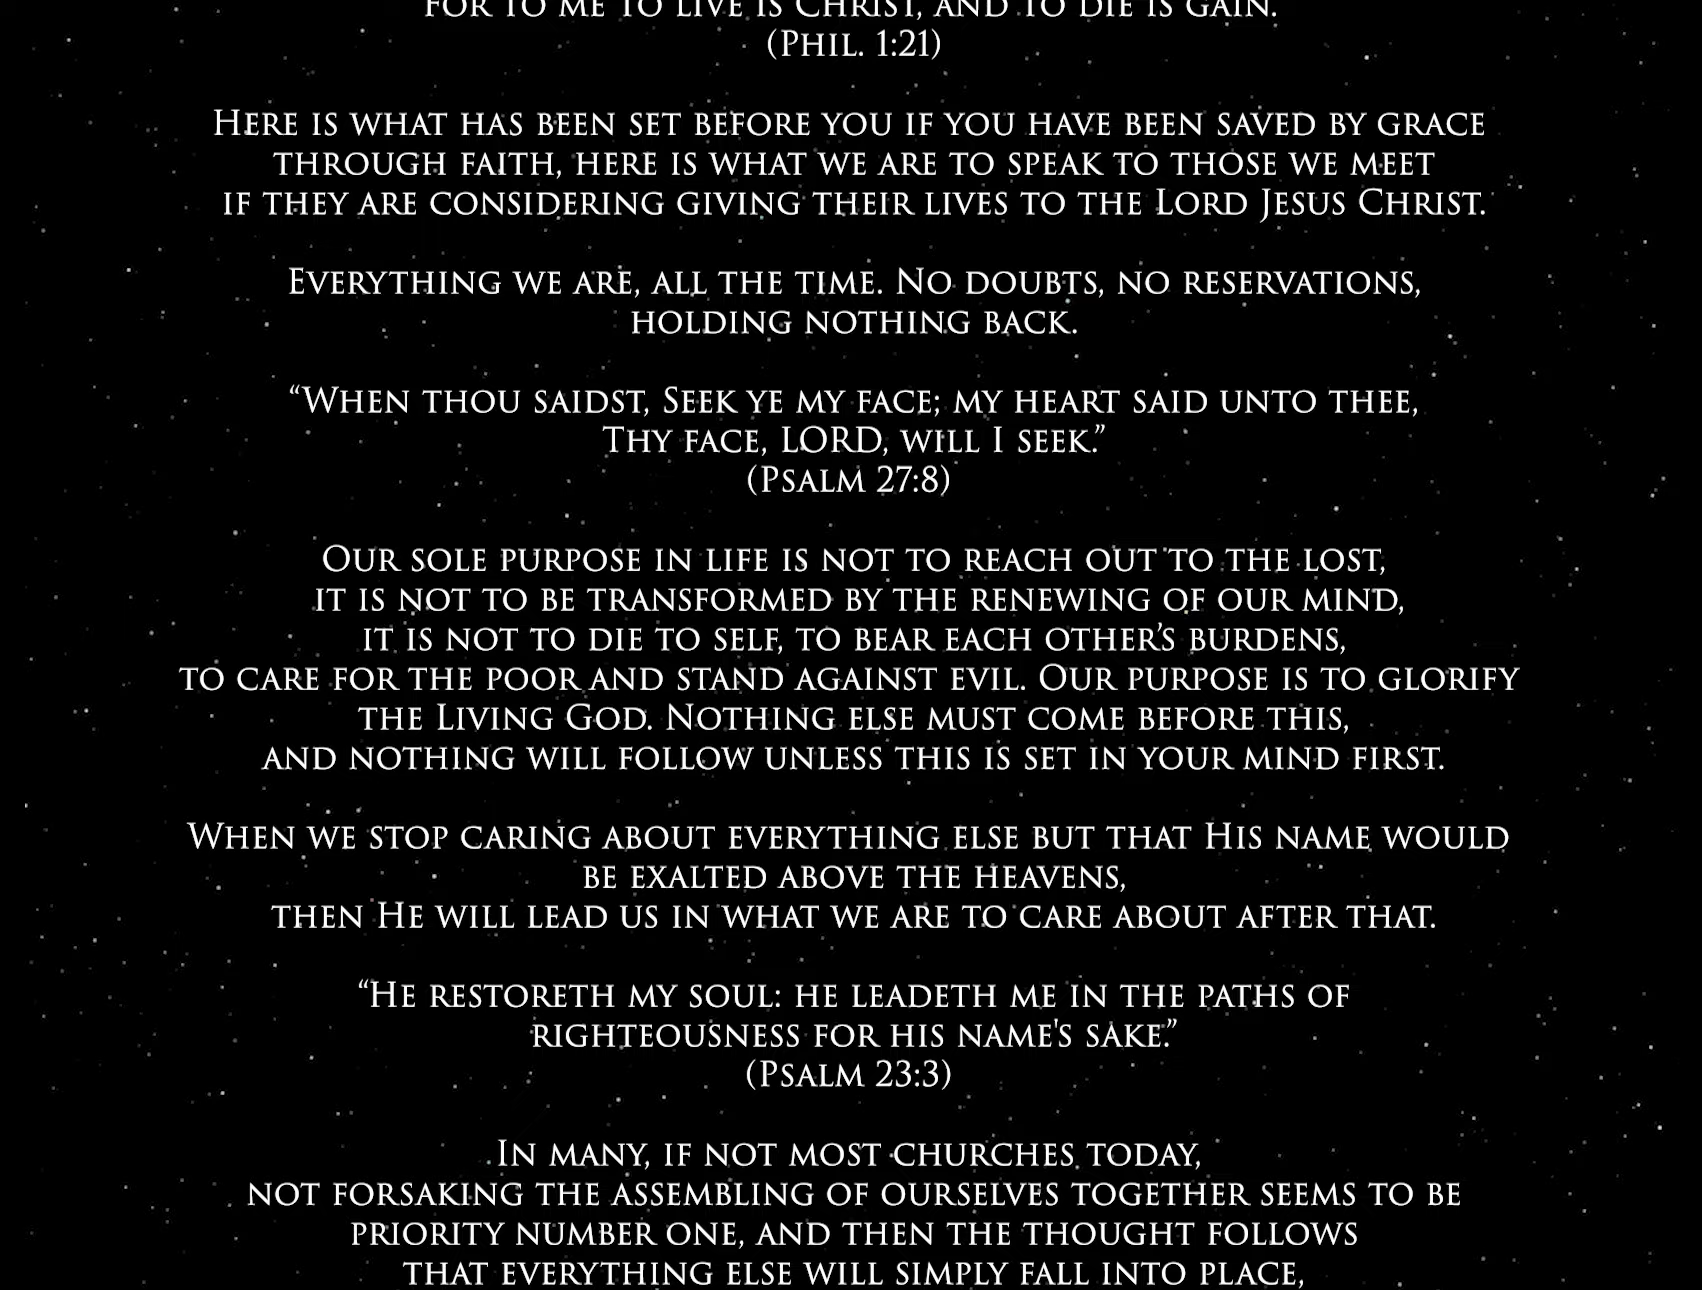 for to me to live is Christ, and to die is gain.
(Phil. 1:21)
Here is what has been set before you if you have been saved by grace
through faith, here is what we are to speak to those we meet
if they are considering giving their lives to the Lord Jesus Christ.
Everything we are, all the time. No doubts, no reservations,
holding nothing back.
“When thou saidst, Seek ye my face; my heart said unto thee,
Thy face, LORD, will I seek.”
(Psalm 27:8)
Our sole purpose in life is not to reach out to the lost,
it is not to be transformed by the renewing of our mind,
it is not to die to self, to bear each other’s burdens,
to care for the poor and stand against evil. Our purpose is to glorify
the Living God. Nothing else must come before this,
and nothing will follow unless this is set in your mind first.
When we stop caring about everything else but that His name would
be exalted above the heavens,
then He will lead us in what we are to care about after that.
“He restoreth my soul: he leadeth me in the paths of
righteousness for his name's sake.”
(Psalm 23:3)
In many, if not most churches today,
not forsaking the assembling of ourselves together seems to be
priority number one, and then the thought follows
that everything else will simply fall into place,